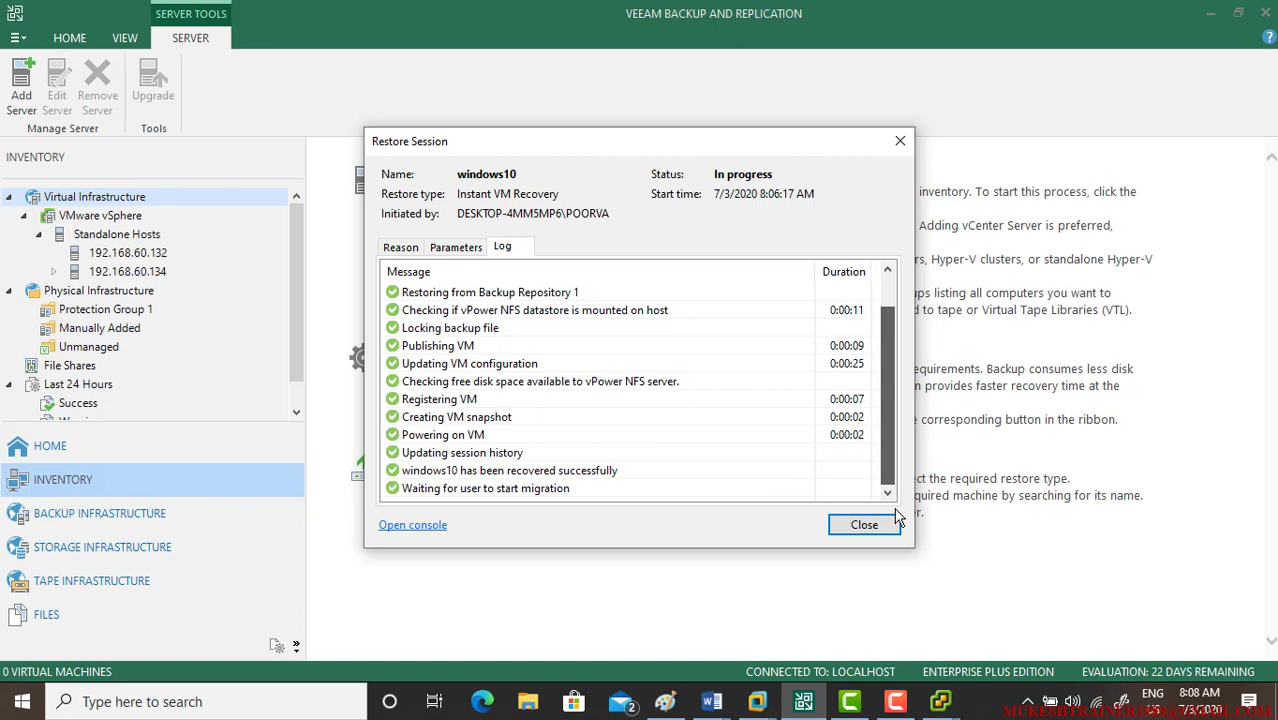 SERVER TOOLS
VEEAM BACKUP AND REPLICATION
HOME VIEW SERVER
Add Server
Edit Server
Remove Server
Upgrade
Manage Server
Tools
INVENTORY
Virtual Infrastructure
VMware vSphere
Standalone Hosts
192.168.60.132
192.168.60.134
Physical Infrastructure
Protection Group 1
Manually Added
Unmanaged
File Shares
Last 24 Hours
Success
HOME
INVENTORY
BACKUP INFRASTRUCTURE
STORAGE INFRASTRUCTURE
TAPE INFRASTRUCTURE
FILES
Restore Session
Name: windows10 Status: In progress
Restore type: Instant VM Recovery Start time: 7/3/2020 8:06:17 AM
Initiated by: DESKTOP-4MM5MP6\POORVA
Reason Parameters Log
Message Duration
Restoring from Backup Repository 1
Checking if vPower NFS datastore is mounted on host 0:00:11
Locking backup file
Publishing VM 0:00:09
Updating VM configuration 0:00:25
Checking free disk space available to vPower NFS server.
Registering VM 0:00:07
Creating VM snapshot 0:00:02
Powering on VM 0:00:02
Updating session history
windows10 has been recovered successfully
Waiting for user to start migration
Open console Close
inventory. To start this process, click the
Adding vCenter Server is preferred,
rs, Hyper-V clusters, or standalone Hyper-V
ups listing all computers you want to
d to tape or Virtual Tape Libraries (VTL).
equirements. Backup consumes less disk
n provides faster recovery time at the
e corresponding button in the ribbon.
ect the required restore type.
quired machine by searching for its name.
er.
0 VIRTUAL MACHINES
CONNECTED TO: LOCALHOST ENTERPRISE PLUS EDITION EVALUATION: 22 DAYS REMAINING
Type here to search
2
ENG
8:08 AM
7/3/2020